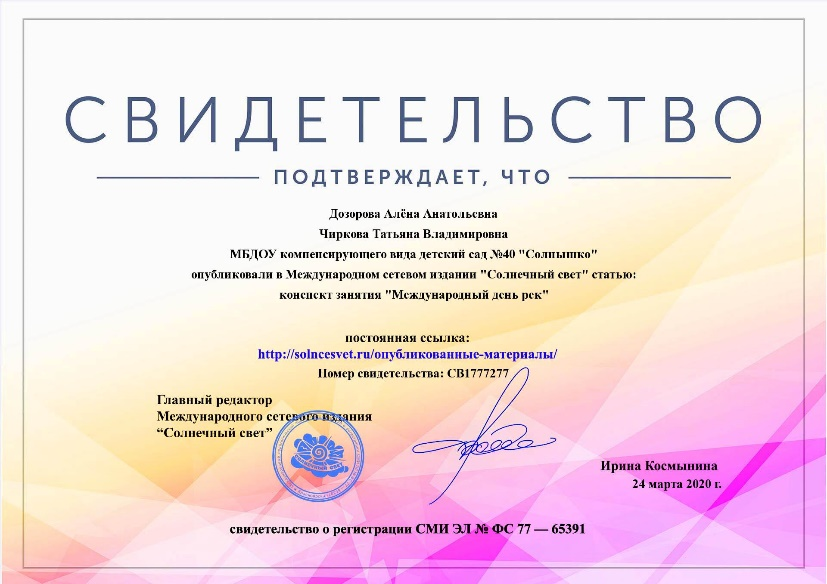 СВИДЕТЕЛЬСТВО
ПОДТВЕРЖДАЕТ, ЧТО
Дозорова Алёна Анатольевна
Чиркова Татьяна Владимировна
МБДОУ компенсирующего вида детский сад №40 "Солнышко"
опубликовали в Международном сетевом издании "Солнечный свет" статью:
конспект занятия "Международный день рек"
постоянная ссылка:
http://solncesvet.ru/опубликованные-материалы/
Номер свидетельства: СВ1777277
Главный редактор
Международного сетевого издания
“Солнечный свет”
Ирина Космынина
24 марта 2020 г.
свидетельство о регистрации СМИ ЭЛ № ФС 77 — 65391